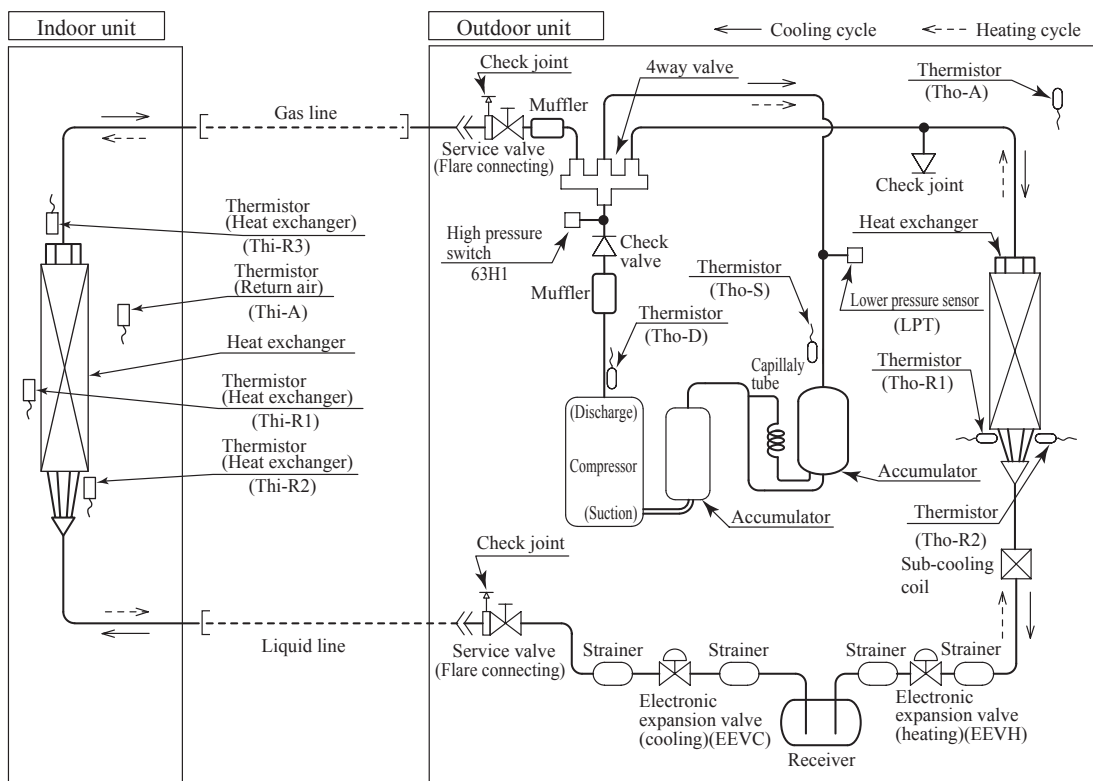 Indoor unit
Outdoor unit
Cooling cycle
Heating cycle
Check joint
4way valve
Thermistor
(Tho-A)
Muffler
Gas line
Service valve
(Flare connecting)
Check joint
Thermistor
(Heat exchanger)
(Thi-R3)
High pressure
switch
63H1
Check
valve
Heat exchanger
Thermistor
(Return air)
(Thi-A)
Muffler
Thermistor
(Tho-S)
Lower pressure sensor
(LPT)
Thermistor
(Tho-D)
Heat exchanger
Capillaly
tube
Thermistor
(Tho-R1)
Thermistor
(Heat exchanger)
(Thi-R1)
(Discharge)
Compressor
(Suction)
Thermistor
(Heat exchanger)
(Thi-R2)
Accumulator
Accumulator
Thermistor
(Tho-R2)
Sub-cooling
coil
Check joint
Liquid line
Service valve
(Flare connecting)
Strainer
Strainer
Strainer
Strainer
Electronic
expansion valve
(cooling)(EEVC)
Electronic
expansion valve
(heating)(EEVH)
Receiver